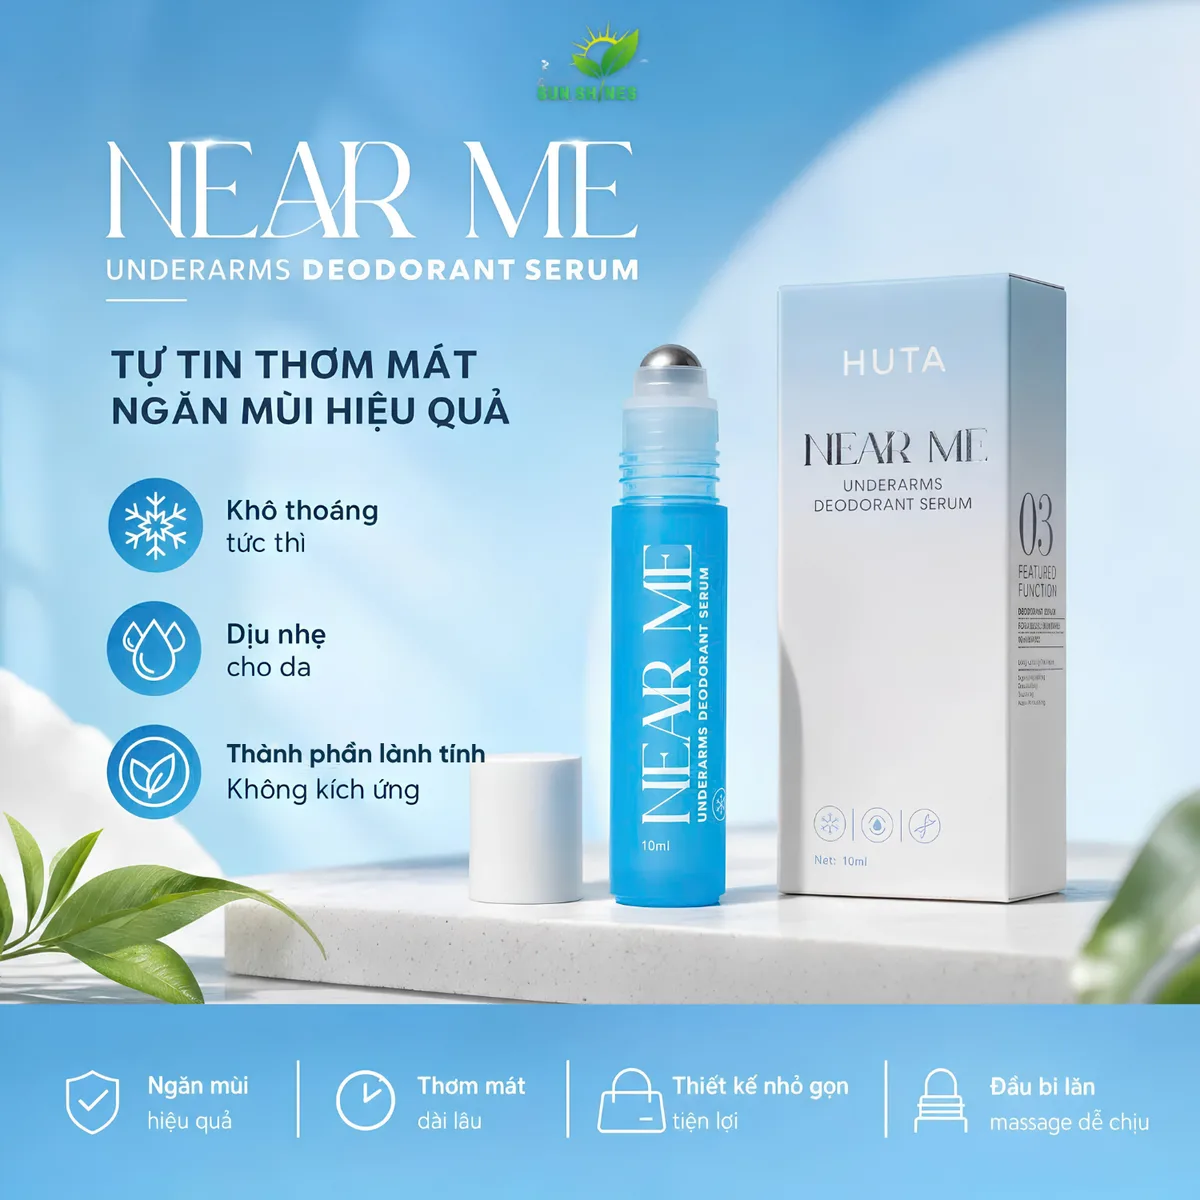 SUN SHINES
NEAR ME
UNDERARMS DEODORANT SERUM
TỰ TIN THƠM MÁT
NGĂN MÙI HIỆU QUẢ
Khô thoáng
tức thì
Dịu nhẹ
cho da
Thành phần lành tính
Không kích ứng
NEAR ME
UNDERARMS DEODORANT SERUM
10ml
HUTA
NEAR ME
UNDERARMS
DEODORANT SERUM
Net: 10ml
03
FEATURED
FUNCTION
Ngăn mùi
hiệu quả
Thơm mát
dài lâu
Thiết kế nhỏ gọn
tiện lợi
Đầu bi lăn
massage dễ chịu